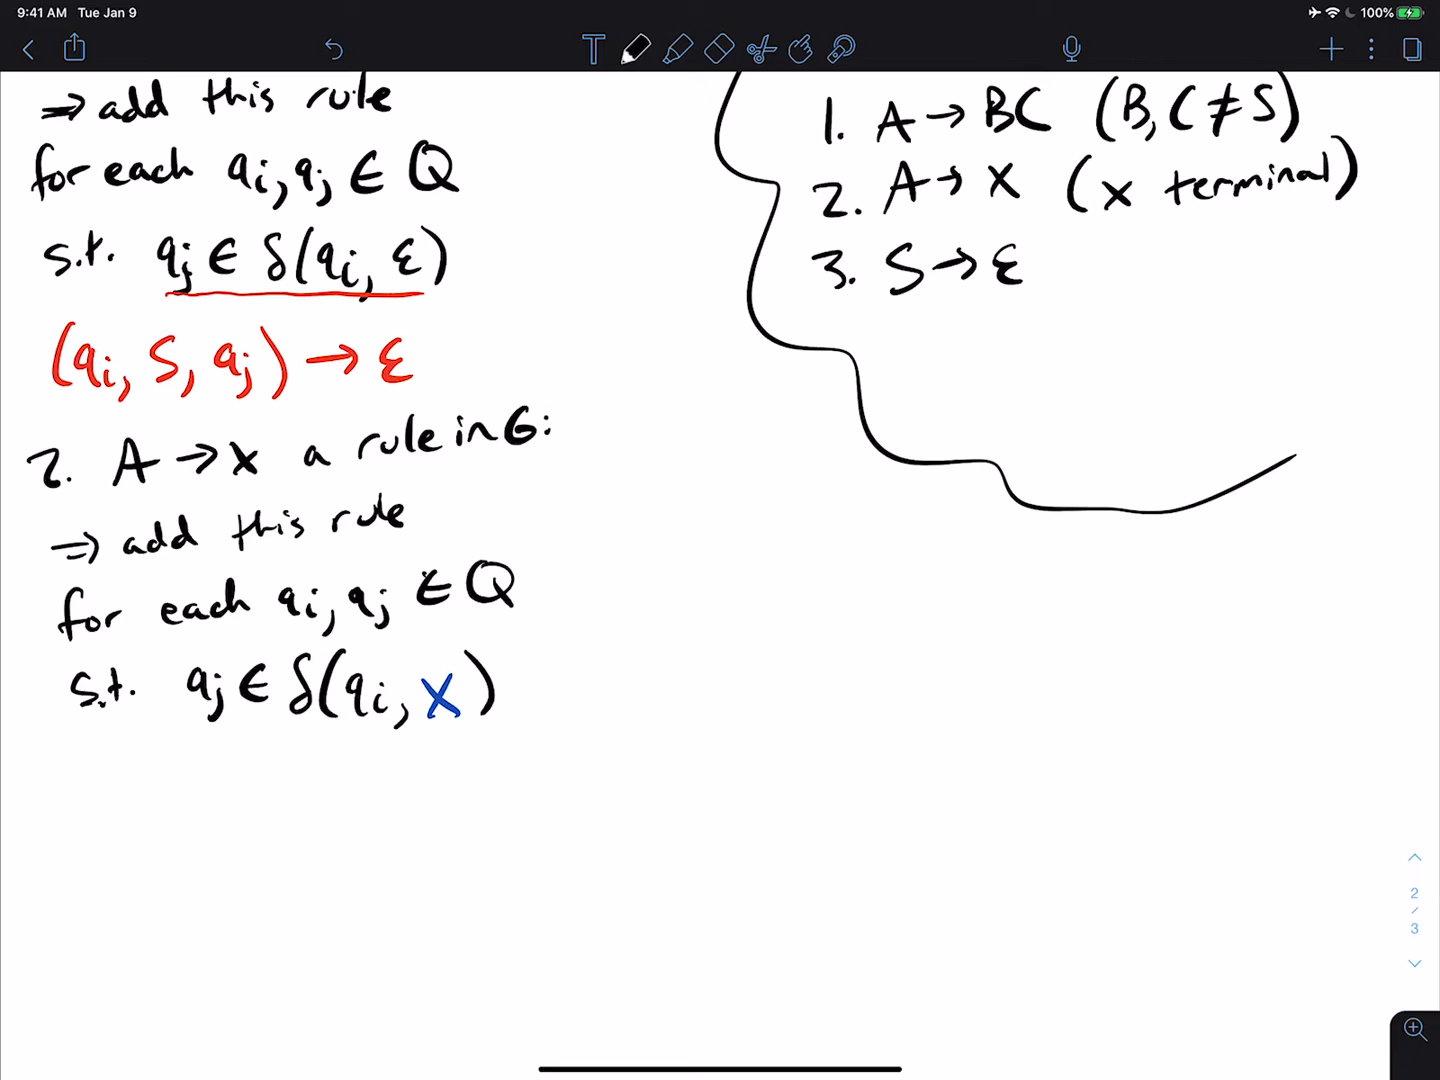 9:41 AM Tue Jan 9
100%
⇒ add this rule
for each qi, qj ∈ Q
s.t. qj ∈ δ(qi, ε)
(qi, S, qj) → ε
2. A → x a rule in G:
⇒ add this rule
for each qi, qj ∈ Q
s.t. qj ∈ δ(qi, x)
1. A → BC (B, C ≠ S)
2. A → x (x terminal)
3. S → ε
2
/
3